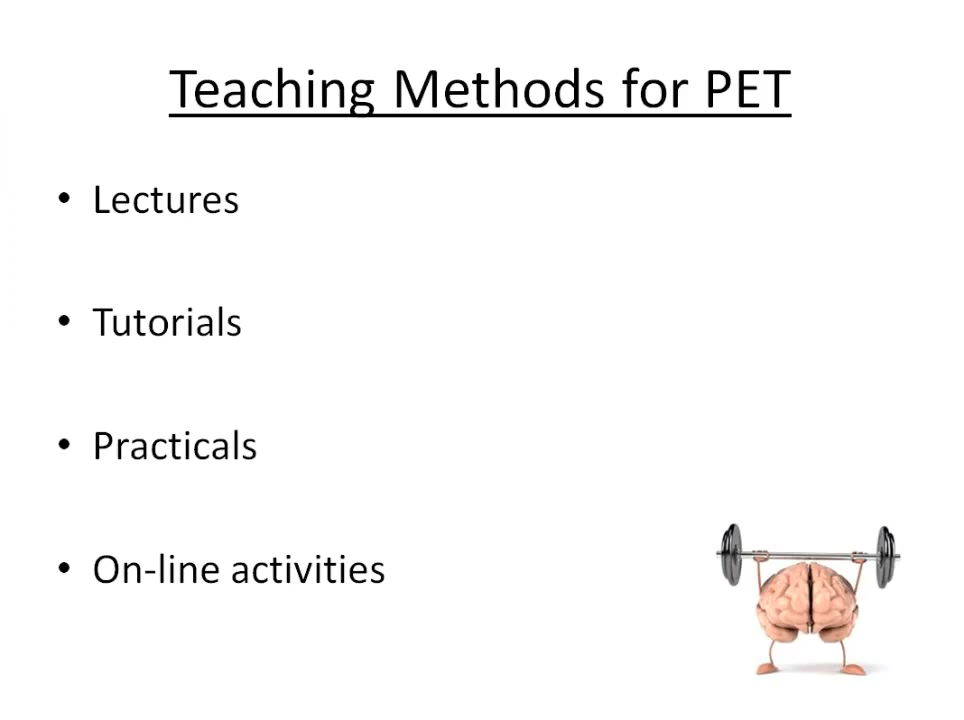 Teaching Methods for PET
• Lectures
• Tutorials
• Practicals
• On-line activities